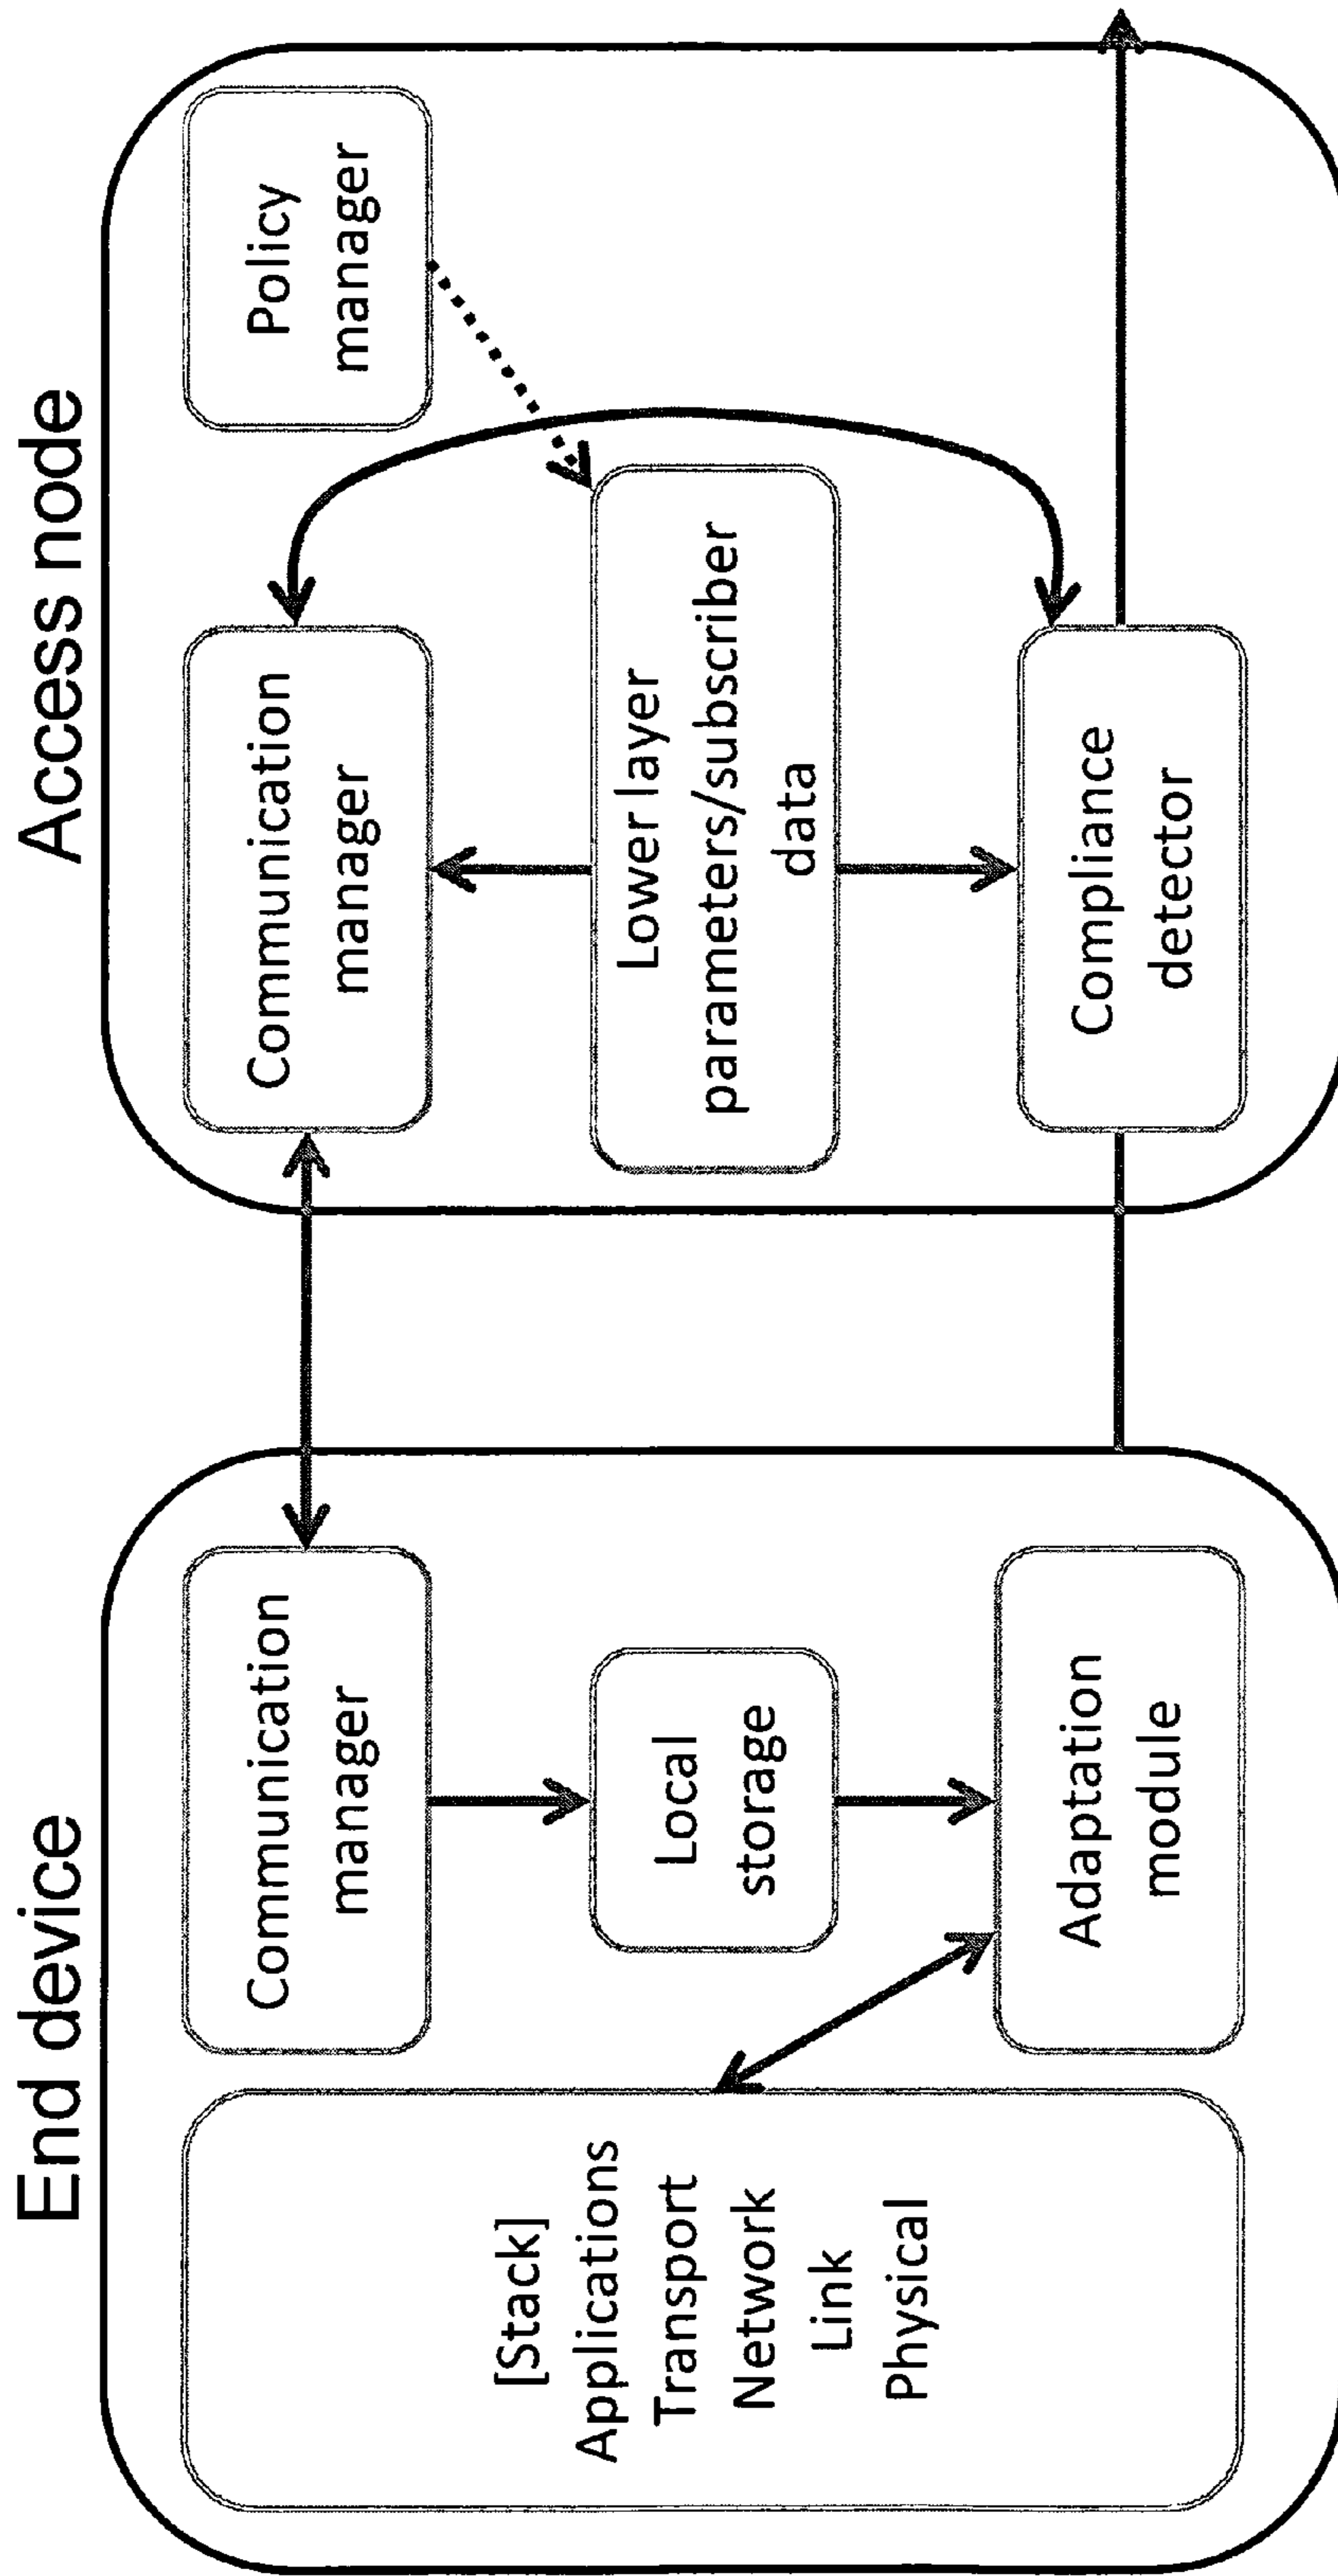 End device
[Stack]
Applications
Transport
Network
Link
Physical
Communication
manager
Local
storage
Adaptation
module
Access node
Communication
manager
Lower layer
parameters/subscriber
data
Compliance
detector
Policy
manager